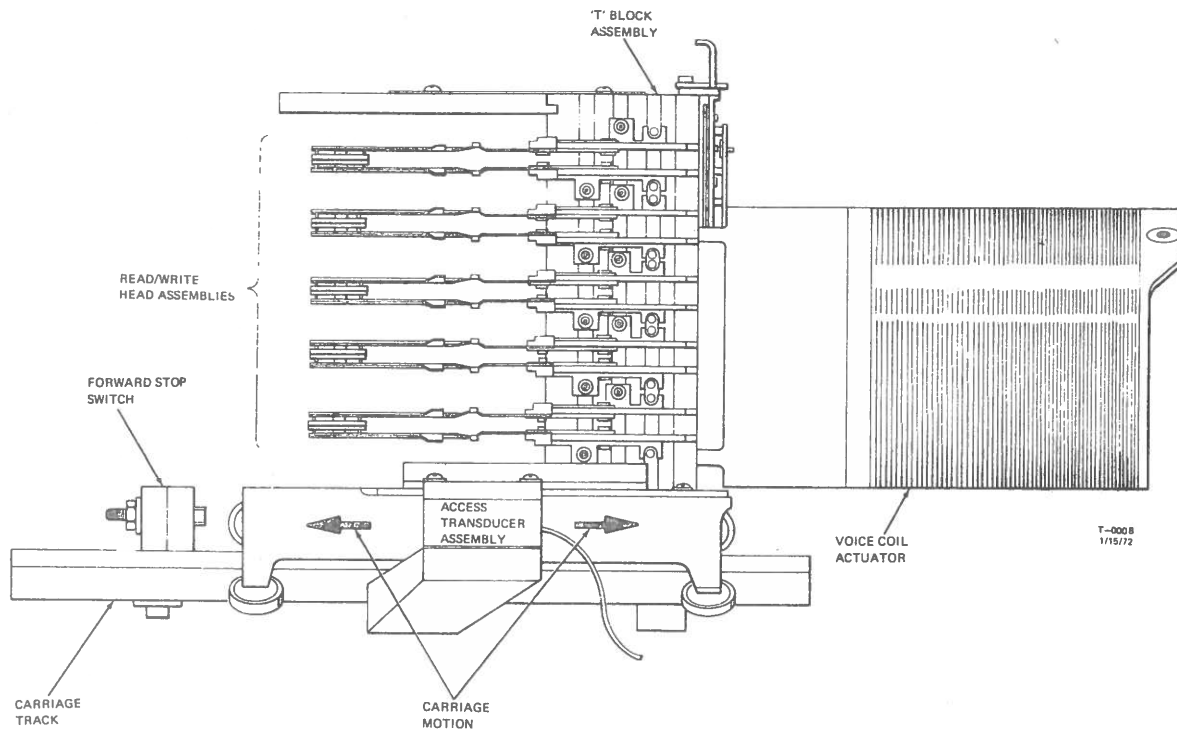 'T' BLOCK
ASSEMBLY
READ/WRITE
HEAD ASSEMBLIES
FORWARD STOP
SWITCH
ACCESS
TRANSDUCER
ASSEMBLY
VOICE COIL
ACTUATOR
T-0008
1/15/72
CARRIAGE
TRACK
CARRIAGE
MOTION